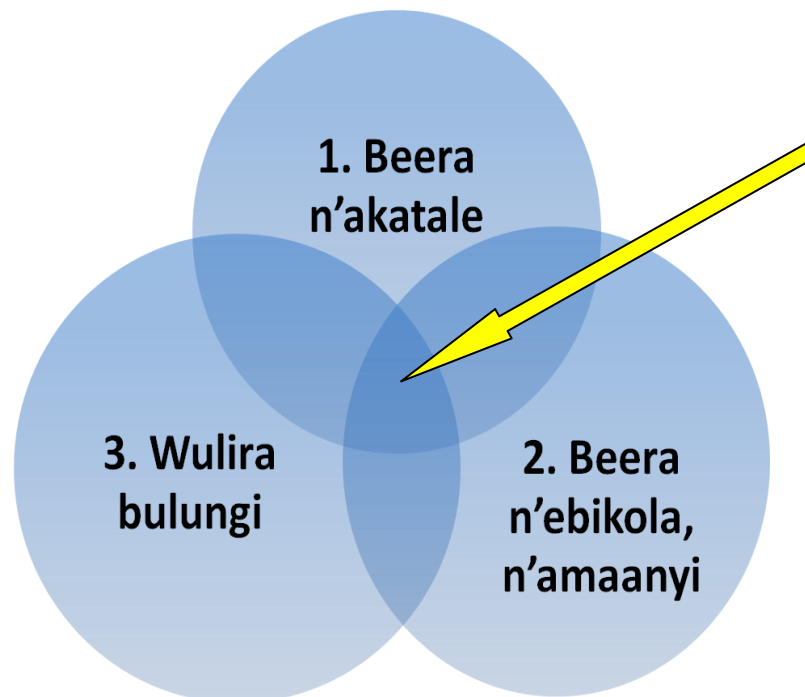 1. Beera
n’akatale
3. Wulira
bulungi
2. Beera
n’ebikola,
n’amaanyi